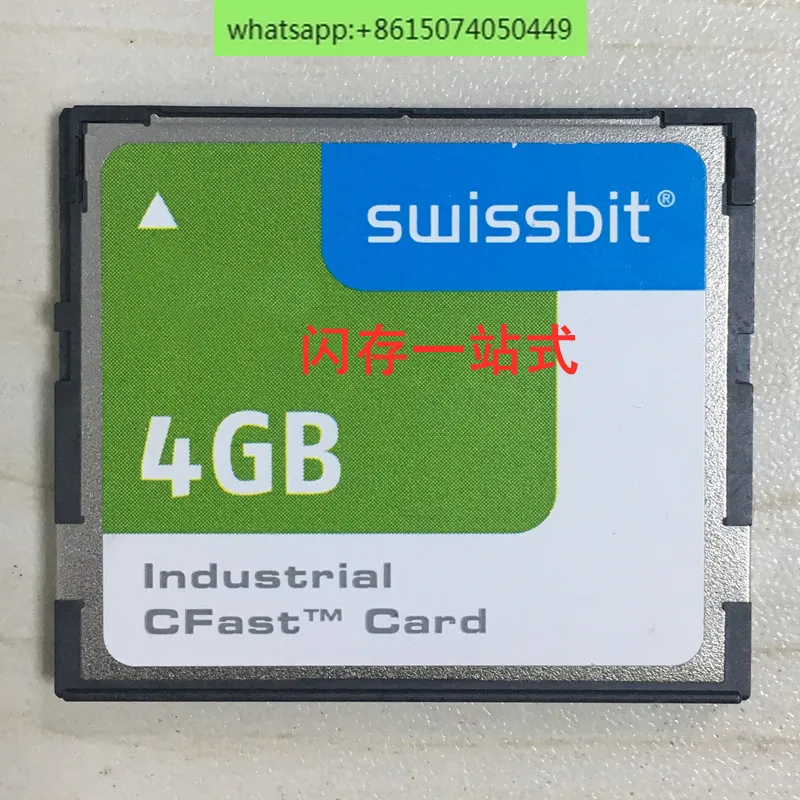 whatsapp:+8615074050449
swissbit®
闪存一站式
4GB
Industrial
CFast™ Card